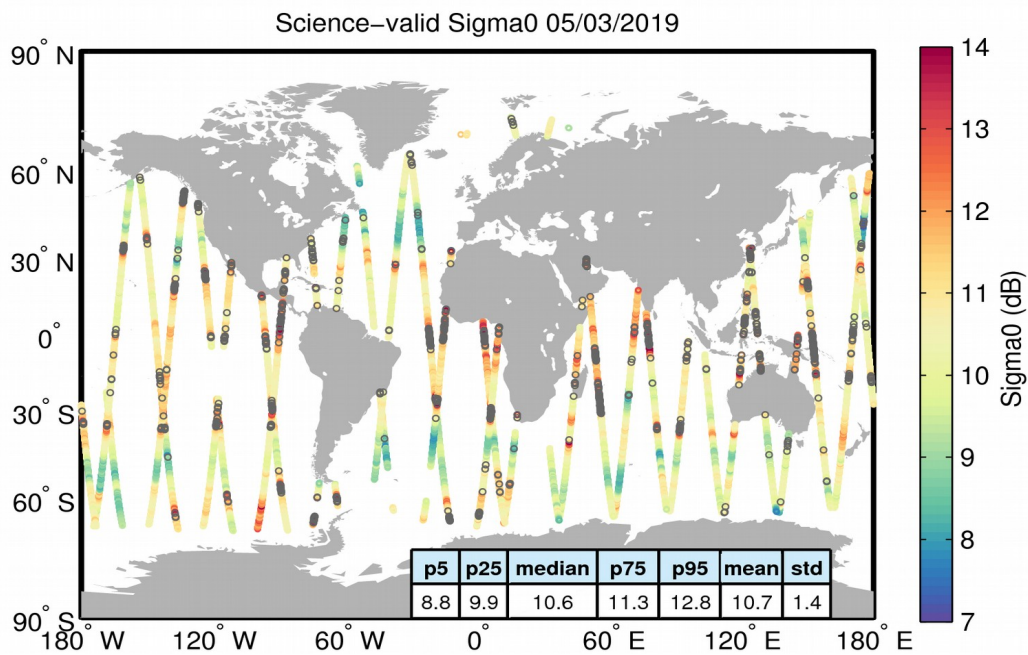 Science−valid Sigma0 05/03/2019
90° N
60° N
30° N
0°
30° S
60° S
90° S
180° W
120° W
60° W
0°
60° E
120° E
180° E
p5 p25 median p75 p95 mean std
8.8 9.9 10.6 11.3 12.8 10.7 1.4
14
13
12
11
10
9
8
7
Sigma0 (dB)